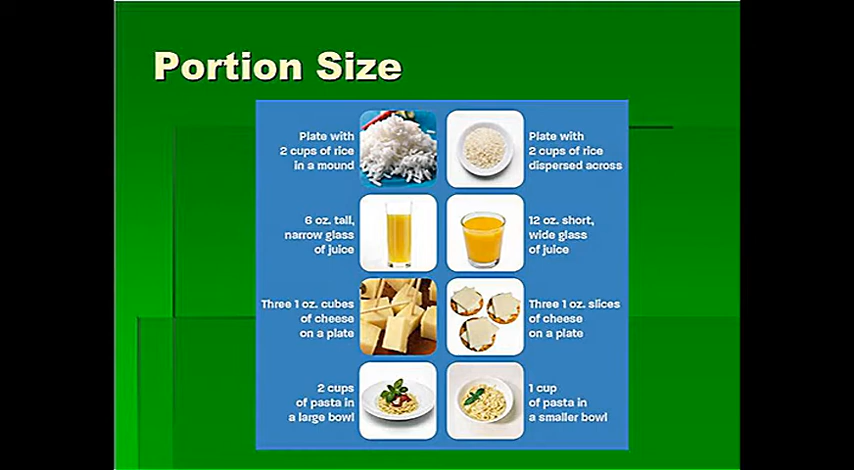 Portion Size
Plate with
2 cups of rice
in a mound
Plate with
2 cups of rice
dispersed across
6 oz. tall,
narrow glass
of juice
12 oz. short,
wide glass
of juice
Three 1 oz. cubes
of cheese
on a plate
Three 1 oz. slices
of cheese
on a plate
2 cups
of pasta in
a large bowl
1 cup
of pasta in
a smaller bowl